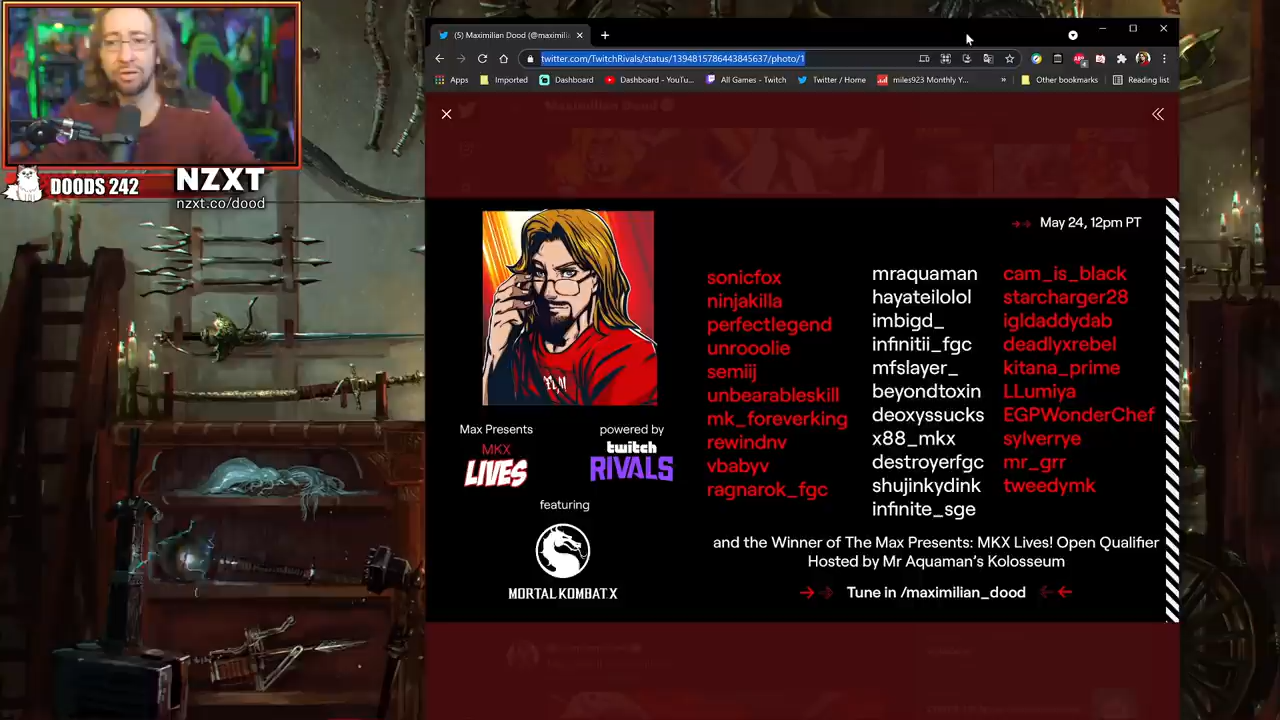 (5) Maximilian Dood (@maximilia
twitter.com/TwitchRivals/status/1394815786443845637/photo/1
Apps
Imported
Dashboard
Dashboard - YouTu...
All Games - Twitch
Twitter / Home
miles923 Monthly Y...
»
Other bookmarks
Reading list
DOODS 242
NZXT
nzxt.co/dood
Maximilian Dood
May 24, 12pm PT
sonicfox
ninjakilla
perfectlegend
unrooolie
semiij
unbearableskill
mk_foreverking
rewindnv
vbabyv
ragnarok_fgc
mraquaman
hayateilolol
imbigd_
infinitii_fgc
mfslayer_
beyondtoxin
deoxyssucks
x88_mkx
destroyerfgc
shujinkydink
infinite_sge
cam_is_black
starcharger28
igldaddydab
deadlyxrebel
kitana_prime
LLumiya
EGPWonderChef
sylverrye
mr_grr
tweedymk
Max Presents
MKX
LIVES
powered by
twitch
RIVALS
featuring
MORTAL KOMBAT X
and the Winner of The Max Presents: MKX Lives! Open Qualifier
Hosted by Mr Aquaman's Kolosseum
Tune in /maximilian_dood